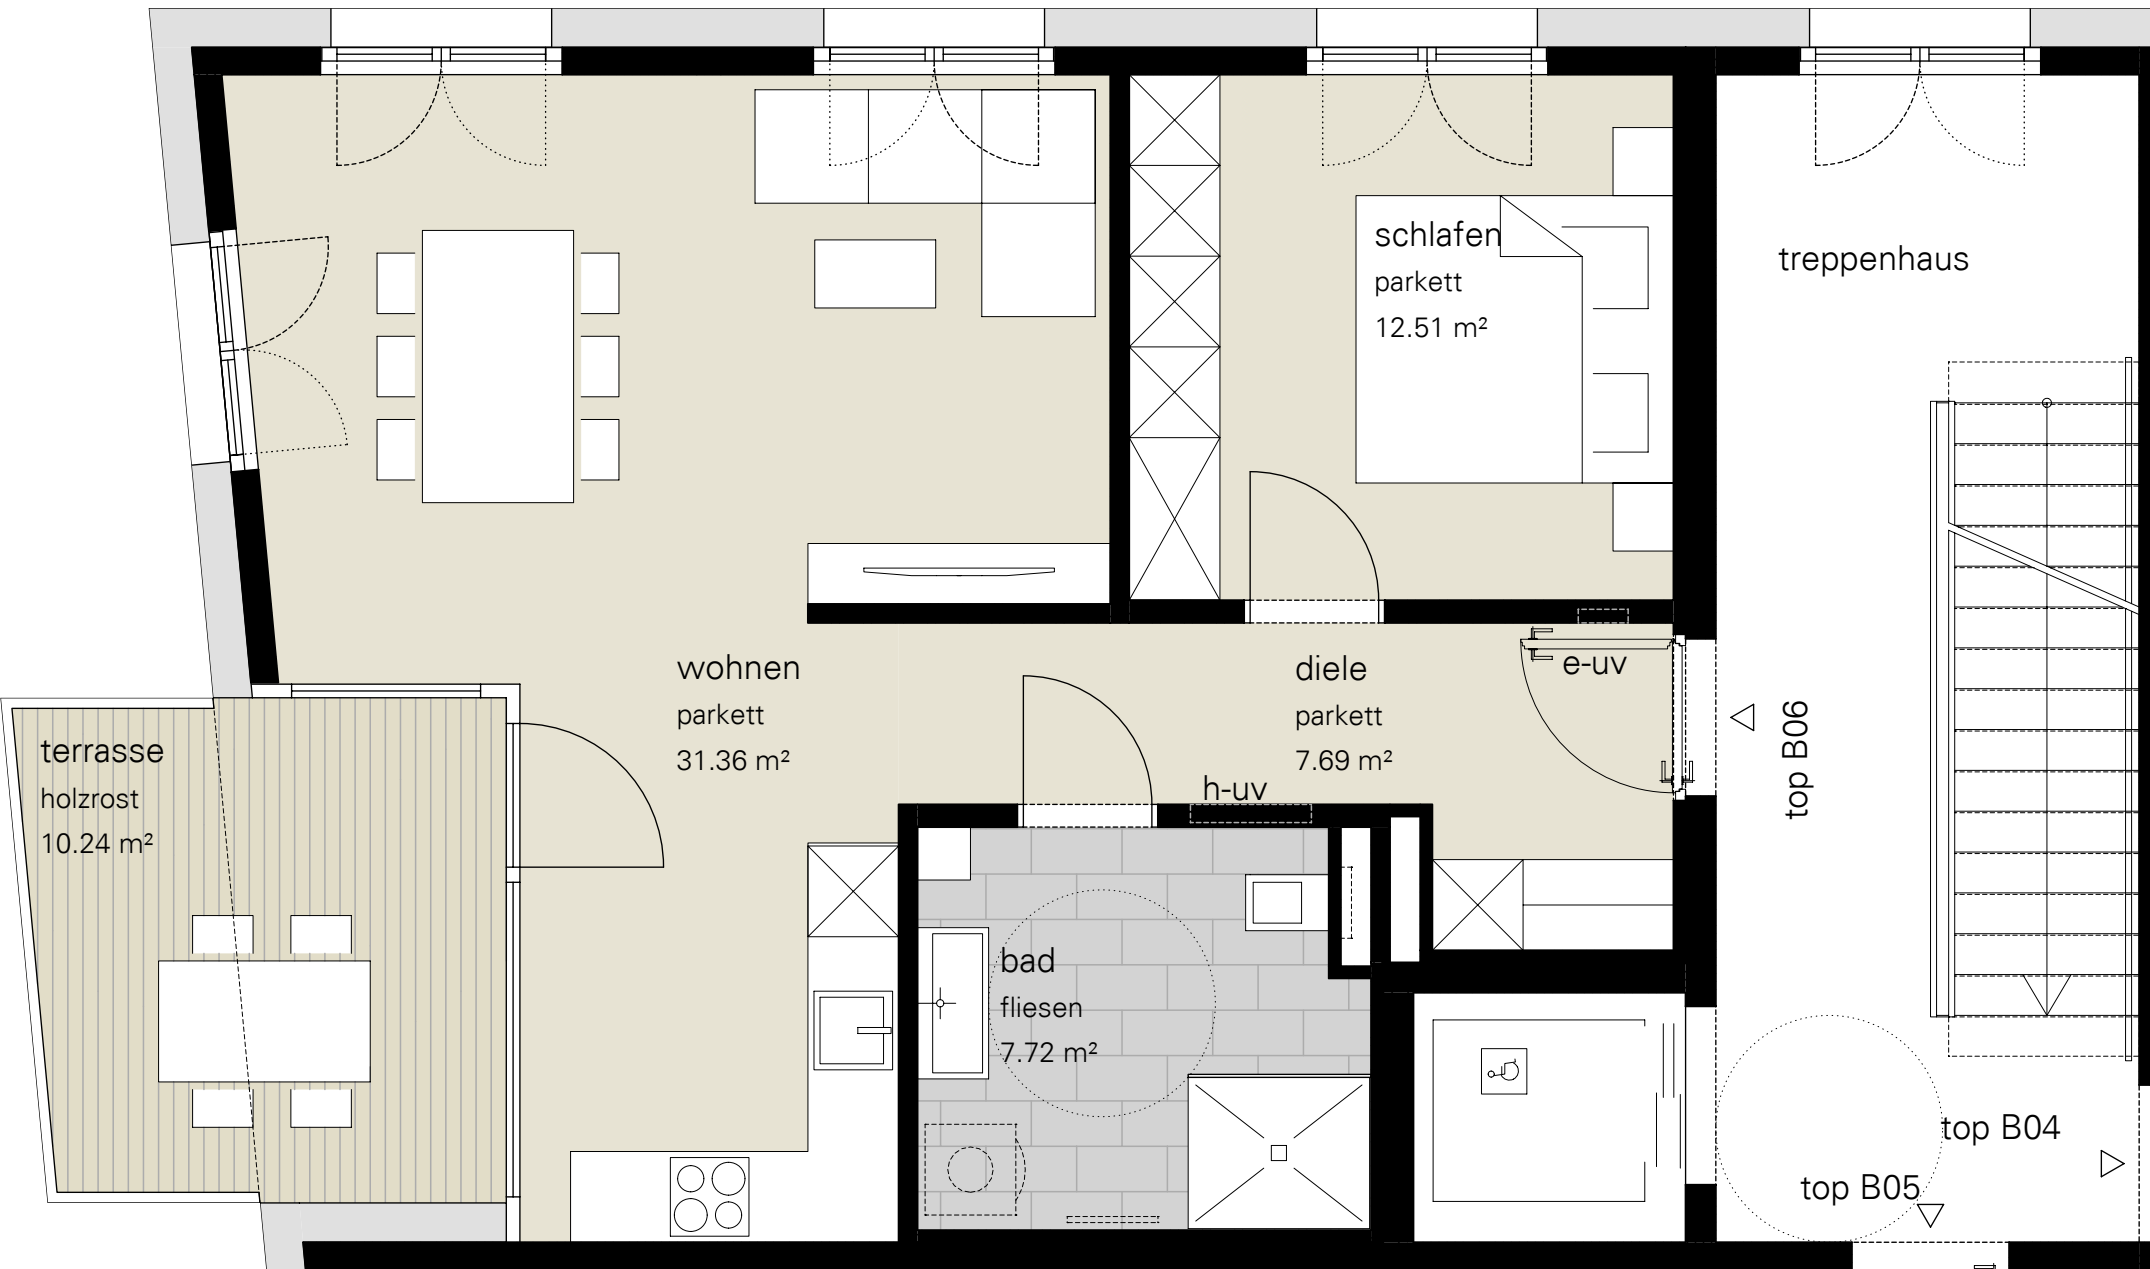 schlafen
parkett
12.51 m²
treppenhaus
wohnen
parkett
31.36 m²
diele
parkett
7.69 m²
e-uv
h-uv
top B06
terrasse
holzrost
10.24 m²
bad
fliesen
7.72 m²
top B04
top B05